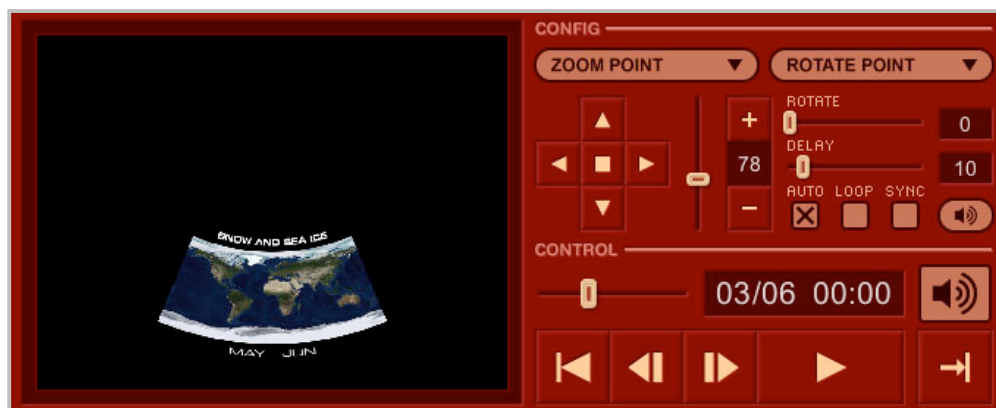 SNOW AND SEA ICE
MAY JUN
CONFIG
ZOOM POINT
ROTATE POINT
ROTATE
0
78
DELAY
10
AUTO LOOP SYNC
CONTROL
03/06 00:00